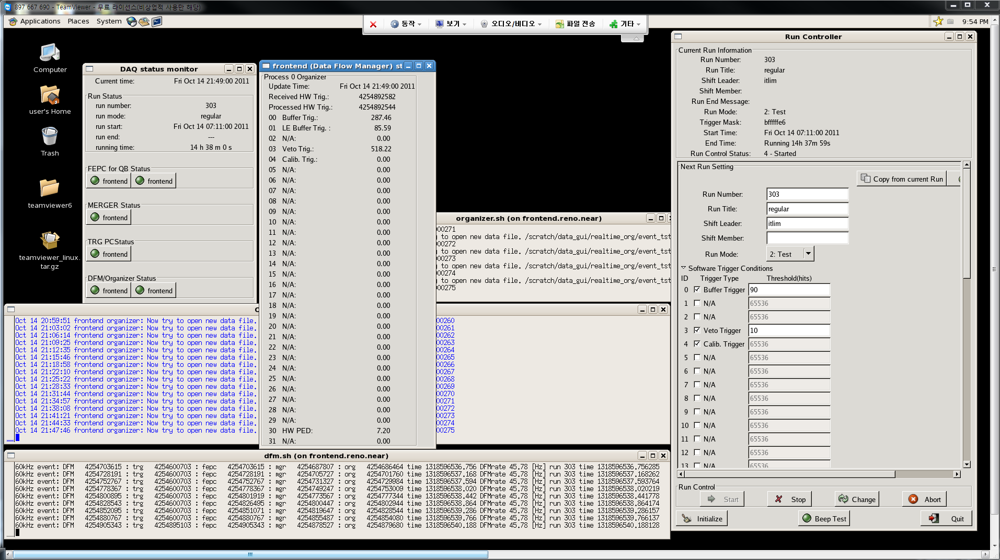 897 667 690 - TeamViewer - 무료 라이선스(비상업적 사용만 해당)
Applications Places System
동작 보기 오디오/비디오 파일 전송 기타
9:54 PM
Computer
user's Home
Trash
teamviewer6
teamviewer_linux.
tar.gz
DAQ status monitor
Current time: Fri Oct 14 21:49:00 2011
Run Status
run number: 303
run mode: regular
run start: Fri Oct 14 07:11:00 2011
run end: ---
running time: 14 h 38 m 0 s
FEPC for QB Status
frontend frontend
MERGER Status
frontend
TRG PCStatus
frontend
DFM/Organizer Status
frontend frontend
frontend (Data Flow Manager) st
Process 0 Organizer
Update Time: Fri Oct 14 21:49:00 2011
Received HW Trig.: 4254892582
Processed HW Trig.: 4254892544
00 Buffer Trig.: 287.46
01 LE Buffer Trig. : 85.59
02 N/A: 0.00
03 Veto Trig.: 518.22
04 Calib. Trig.: 0.00
05 N/A: 0.00
06 N/A: 0.00
07 N/A: 0.00
08 N/A: 0.00
09 N/A: 0.00
10 N/A: 0.00
11 N/A: 0.00
12 N/A: 0.00
13 N/A: 0.00
14 N/A: 0.00
15 N/A: 0.00
16 N/A: 0.00
17 N/A: 0.00
18 N/A: 0.00
19 N/A: 0.00
20 N/A: 0.00
21 N/A: 0.00
22 N/A: 0.00
23 N/A: 0.00
24 N/A: 0.00
25 N/A: 0.00
26 N/A: 0.00
27 N/A: 0.00
28 N/A: 0.00
29 N/A: 0.00
30 HW PED: 7.20
31 N/A: 0.00
organizer.sh (on frontend.reno.near)
00271
to open new data file. /scratch/data_gui/realtime_org/event_tst
00272
to open new data file. /scratch/data_gui/realtime_org/event_tst
00273
to open new data file. /scratch/data_gui/realtime_org/event_tst
00274
to open new data file. /scratch/data_gui/realtime_org/event_tst
00275
Oct 14 20:59:51 frontend organizer: Now try to open new data file. 00260
Oct 14 21:03:02 frontend organizer: Now try to open new data file. 00261
Oct 14 21:06:14 frontend organizer: Now try to open new data file. 00262
Oct 14 21:09:25 frontend organizer: Now try to open new data file. 00263
Oct 14 21:12:35 frontend organizer: Now try to open new data file. 00264
Oct 14 21:15:46 frontend organizer: Now try to open new data file. 00265
Oct 14 21:18:58 frontend organizer: Now try to open new data file. 00266
Oct 14 21:22:10 frontend organizer: Now try to open new data file. 00267
Oct 14 21:25:22 frontend organizer: Now try to open new data file. 00268
Oct 14 21:28:33 frontend organizer: Now try to open new data file. 00269
Oct 14 21:31:44 frontend organizer: Now try to open new data file. 00270
Oct 14 21:34:57 frontend organizer: Now try to open new data file. 00271
Oct 14 21:38:08 frontend organizer: Now try to open new data file. 00272
Oct 14 21:41:21 frontend organizer: Now try to open new data file. 00273
Oct 14 21:44:33 frontend organizer: Now try to open new data file. 00274
Oct 14 21:47:46 frontend organizer: Now try to open new data file. 00275
dfm.sh (on frontend.reno.near)
60kHz event: DFM 4254703615 : trg 4254600703 : fepc 4254703615 : mgr 4254687807 : org 4254686464 time 1318596536.756 DFMrate 45.78 [Hz] run 303 time 1318596536.756285
60kHz event: DFM 4254728191 : trg 4254600703 : fepc 4254728191 : mgr 4254705727 : org 4254701760 time 1318596537.168 DFMrate 45.78 [Hz] run 303 time 1318596537.168262
60kHz event: DFM 4254752767 : trg 4254600703 : fepc 4254752767 : mgr 4254731327 : org 4254729984 time 1318596537.594 DFMrate 45.78 [Hz] run 303 time 1318596537.593764
60kHz event: DFM 4254778367 : trg 4254600703 : fepc 4254778367 : mgr 4254749247 : org 4254753009 time 1318596538.020 DFMrate 45.78 [Hz] run 303 time 1318596538.020219
60kHz event: DFM 4254800895 : trg 4254600703 : fepc 4254801919 : mgr 4254773567 : org 4254777344 time 1318596538.442 DFMrate 45.78 [Hz] run 303 time 1318596538.441778
60kHz event: DFM 4254828543 : trg 4254600703 : fepc 4254826495 : mgr 4254800447 : org 4254802944 time 1318596538.864 DFMrate 45.78 [Hz] run 303 time 1318596538.864174
60kHz event: DFM 4254852095 : trg 4254600703 : fepc 4254851071 : mgr 4254819647 : org 4254828544 time 1318596539.286 DFMrate 45.78 [Hz] run 303 time 1318596539.286157
60kHz event: DFM 4254880767 : trg 4254600703 : fepc 4254880767 : mgr 4254855487 : org 4254854080 time 1318596539.766 DFMrate 45.78 [Hz] run 303 time 1318596539.766137
60kHz event: DFM 4254905343 : trg 4254895103 : fepc 4254905343 : mgr 4254878527 : org 4254879680 time 1318596540.188 DFMrate 45.78 [Hz] run 303 time 1318596540.188128
Run Controller
Current Run Information
Run Number: 303
Run Title: regular
Shift Leader: itlim
Shift Member:
Run End Message:
Run Mode: 2: Test
Trigger Mask: bfffffe6
Start Time: Fri Oct 14 07:11:00 2011
End Time: Running 14h 37m 59s
Run Control Status: 4 - Started
Next Run Setting
Copy from current Run
Run Number: 303
Run Title: regular
Shift Leader: itlim
Shift Member:
Run Mode: 2: Test
Software Trigger Conditions
ID Trigger Type Threshold(hits)
0 Buffer Trigger 90
1 N/A 65536
2 N/A 65536
3 Veto Trigger 10
4 Calib. Trigger 65536
5 N/A 65536
6 N/A 65536
7 N/A 65536
8 N/A 65536
9 N/A 65536
10 N/A 65536
11 N/A 65536
12 N/A 65536
13 N/A 65536
Run Control
Start Stop Change Abort
Initialize Beep Test Quit